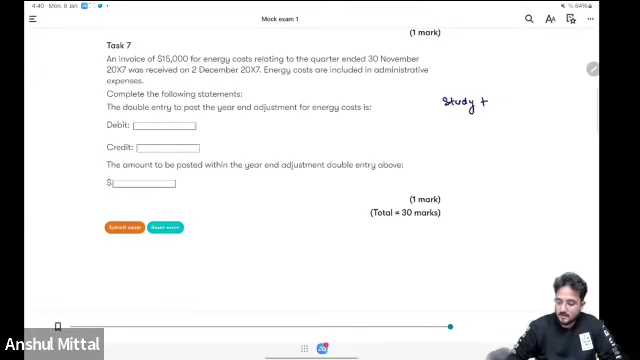 4:40 Mon, 8 Jan
54%
Mock exam 1
AA
(1 mark)
Task 7
An invoice of $15,000 for energy costs relating to the quarter ended 30 November
20X7 was received on 2 December 20X7. Energy costs are included in administrative
expenses.
Complete the following statements:
The double entry to post the year end adjustment for energy costs is:
study +
Debit:
Credit:
The amount to be posted within the year end adjustment double entry above:
$
(1 mark)
(Total = 30 marks)
Submit exam Reset exam
Anshul Mittal